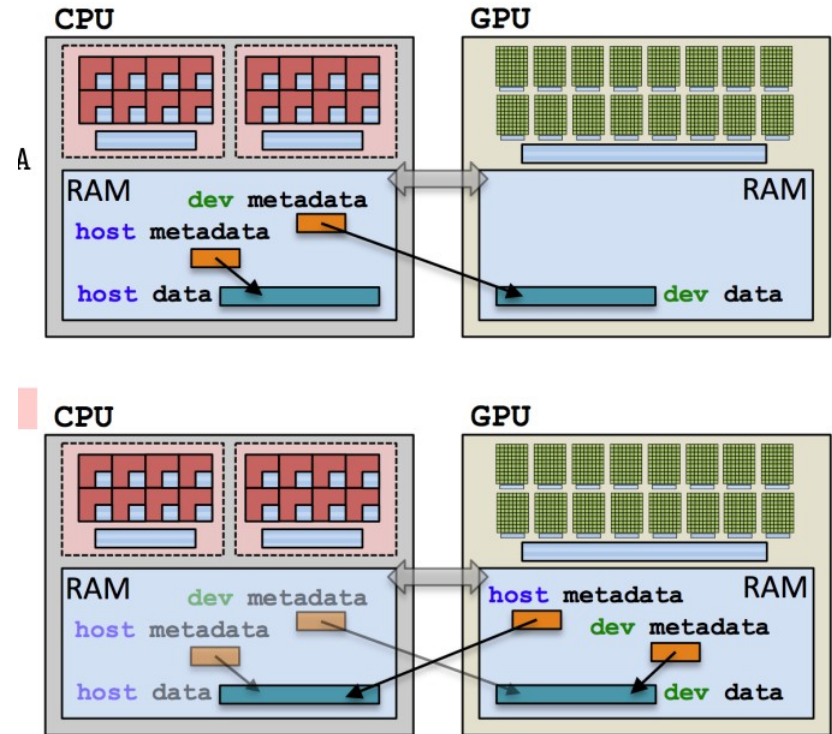 CPU
GPU
A
RAM
dev metadata
host metadata
host data
RAM
dev data
CPU
GPU
RAM
dev metadata
host metadata
host data
host metadata
RAM
dev metadata
dev data